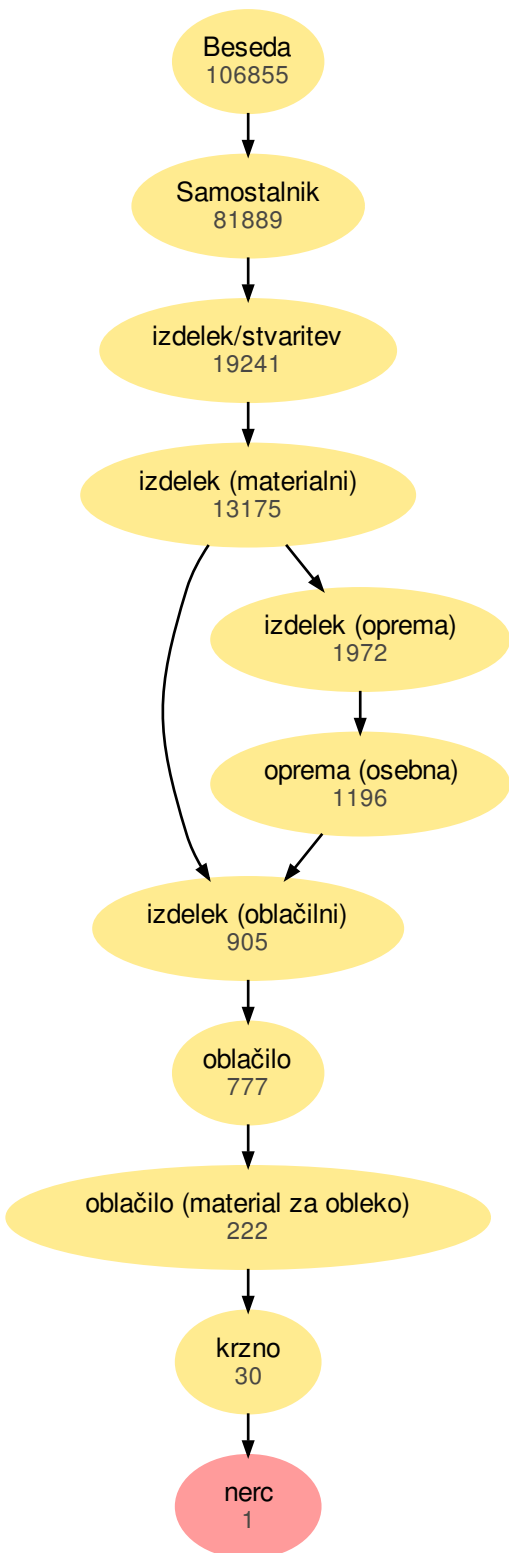 Beseda
106855
Samostalnik
81889
izdelek/stvaritev
19241
izdelek (materialni)
13175
izdelek (oprema)
1972
oprema (osebna)
1196
izdelek (oblačilni)
905
oblačilo
777
oblačilo (material za obleko)
222
krzno
30
nerc
1